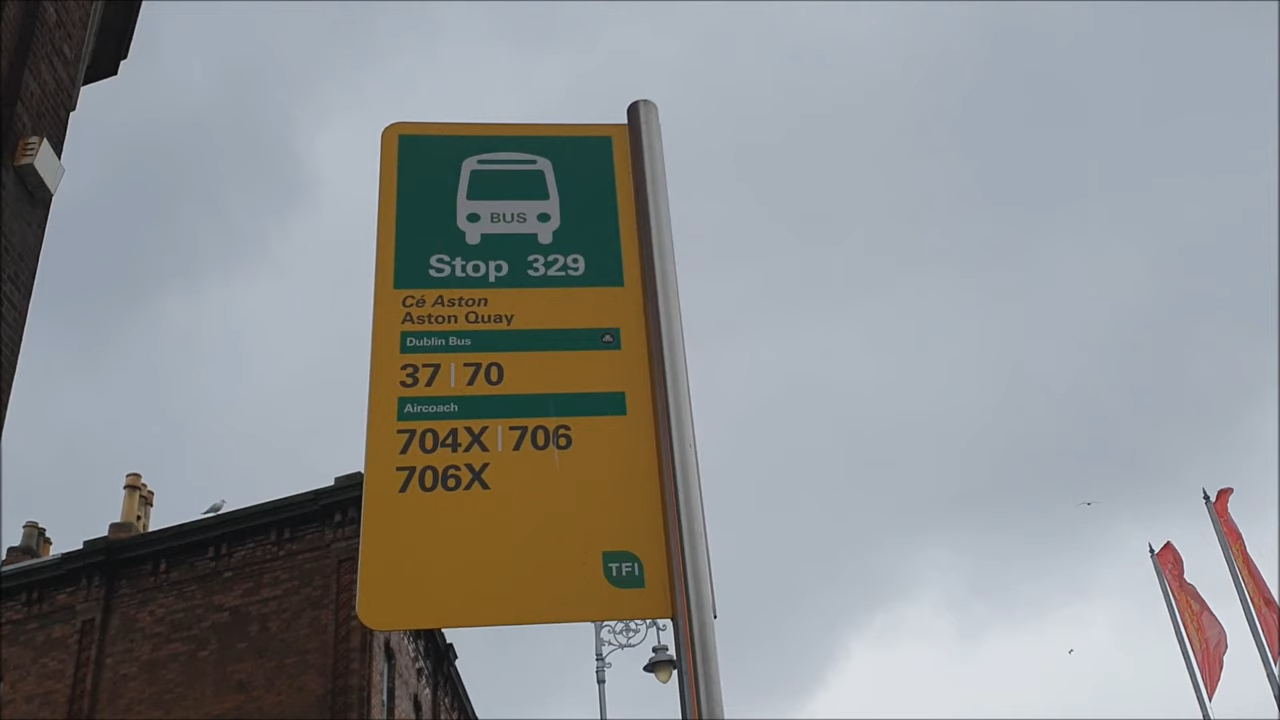 BUS
Stop 329
Cé Aston
Aston Quay
Dublin Bus
37 | 70
Aircoach
704X | 706
706X
TFI